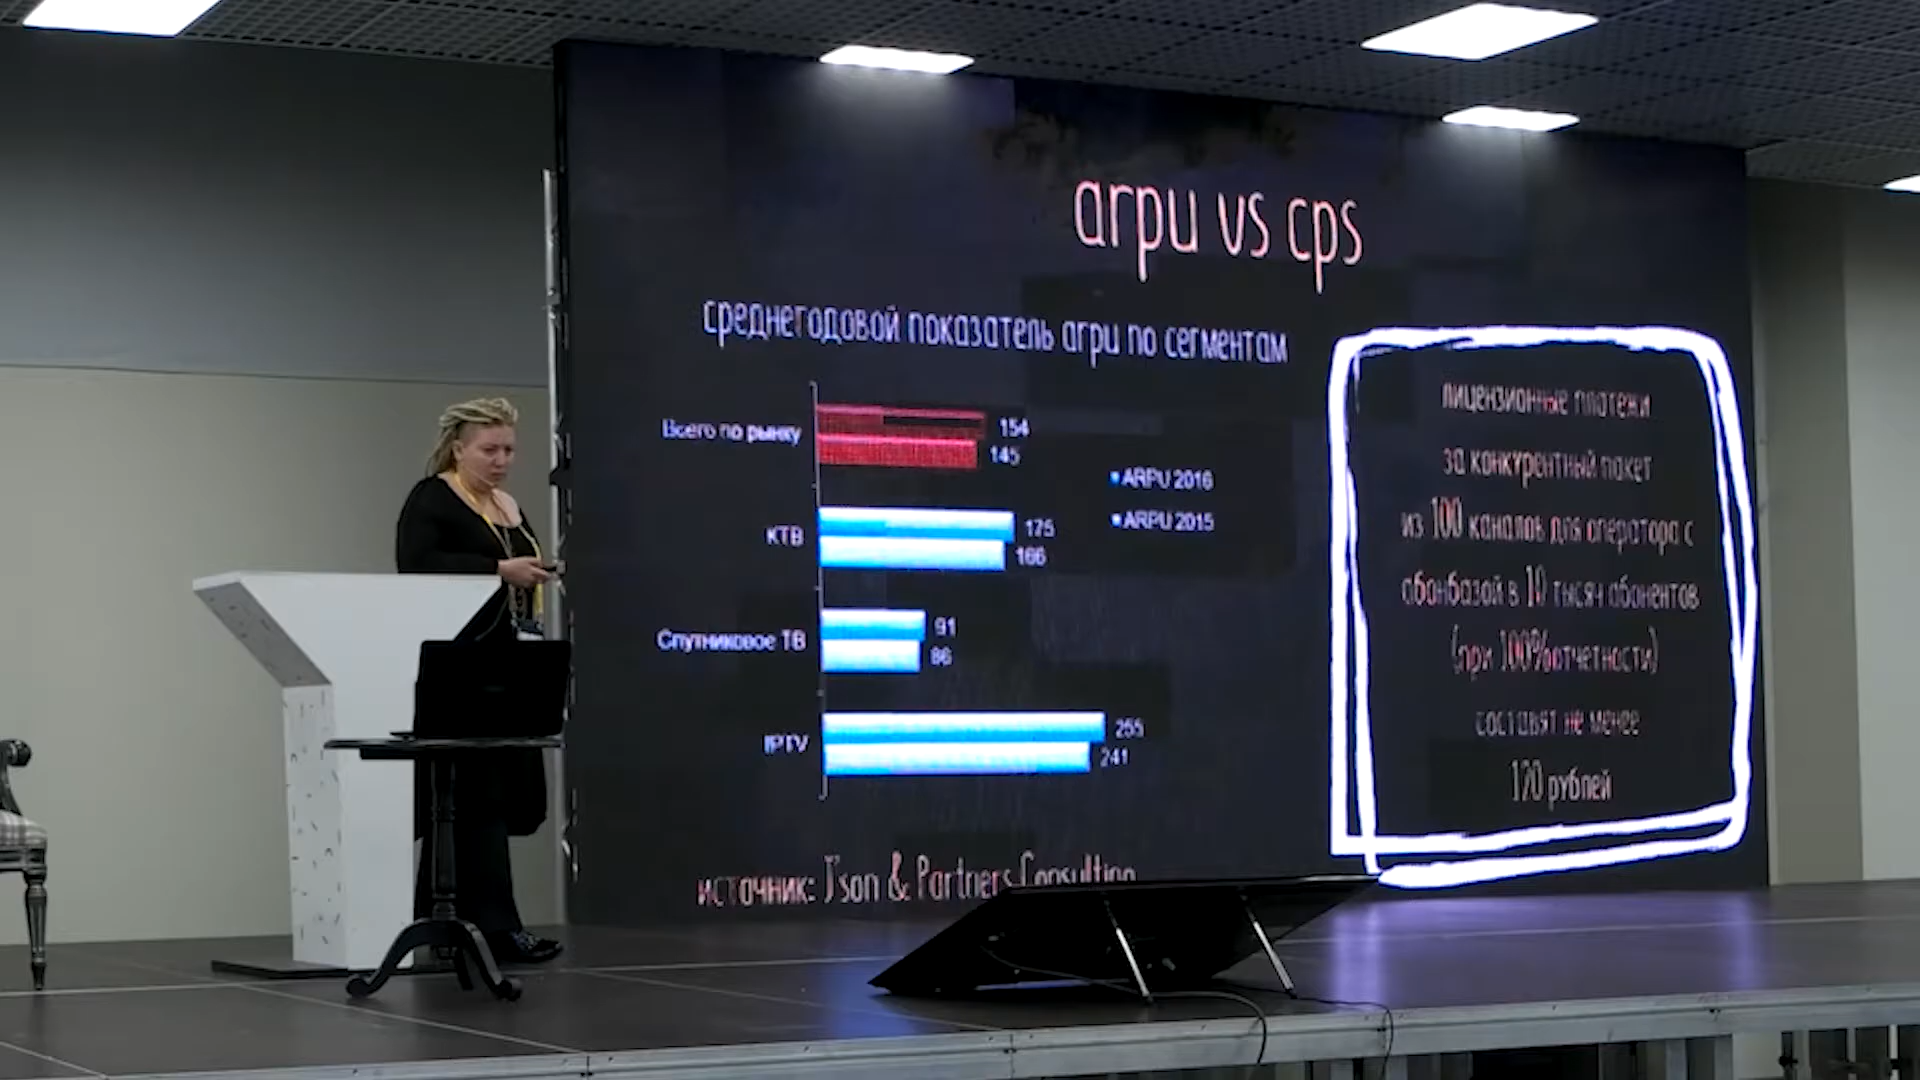 arpu vs cps
среднегодовой показатель arpu по сегментам
Всего по рынку
154
145
КТВ
175
166
Спутниковое ТВ
91
86
IPTV
255
241
ARPU 2016
ARPU 2015
источник: J'son & Partners Consulting
лицензионные платежи
за конкурентный пакет
из 100 каналов для оператора с
абонбазой в 10 тысяч абонентов
(при 100%отчетности)
составят не менее
120 рублей